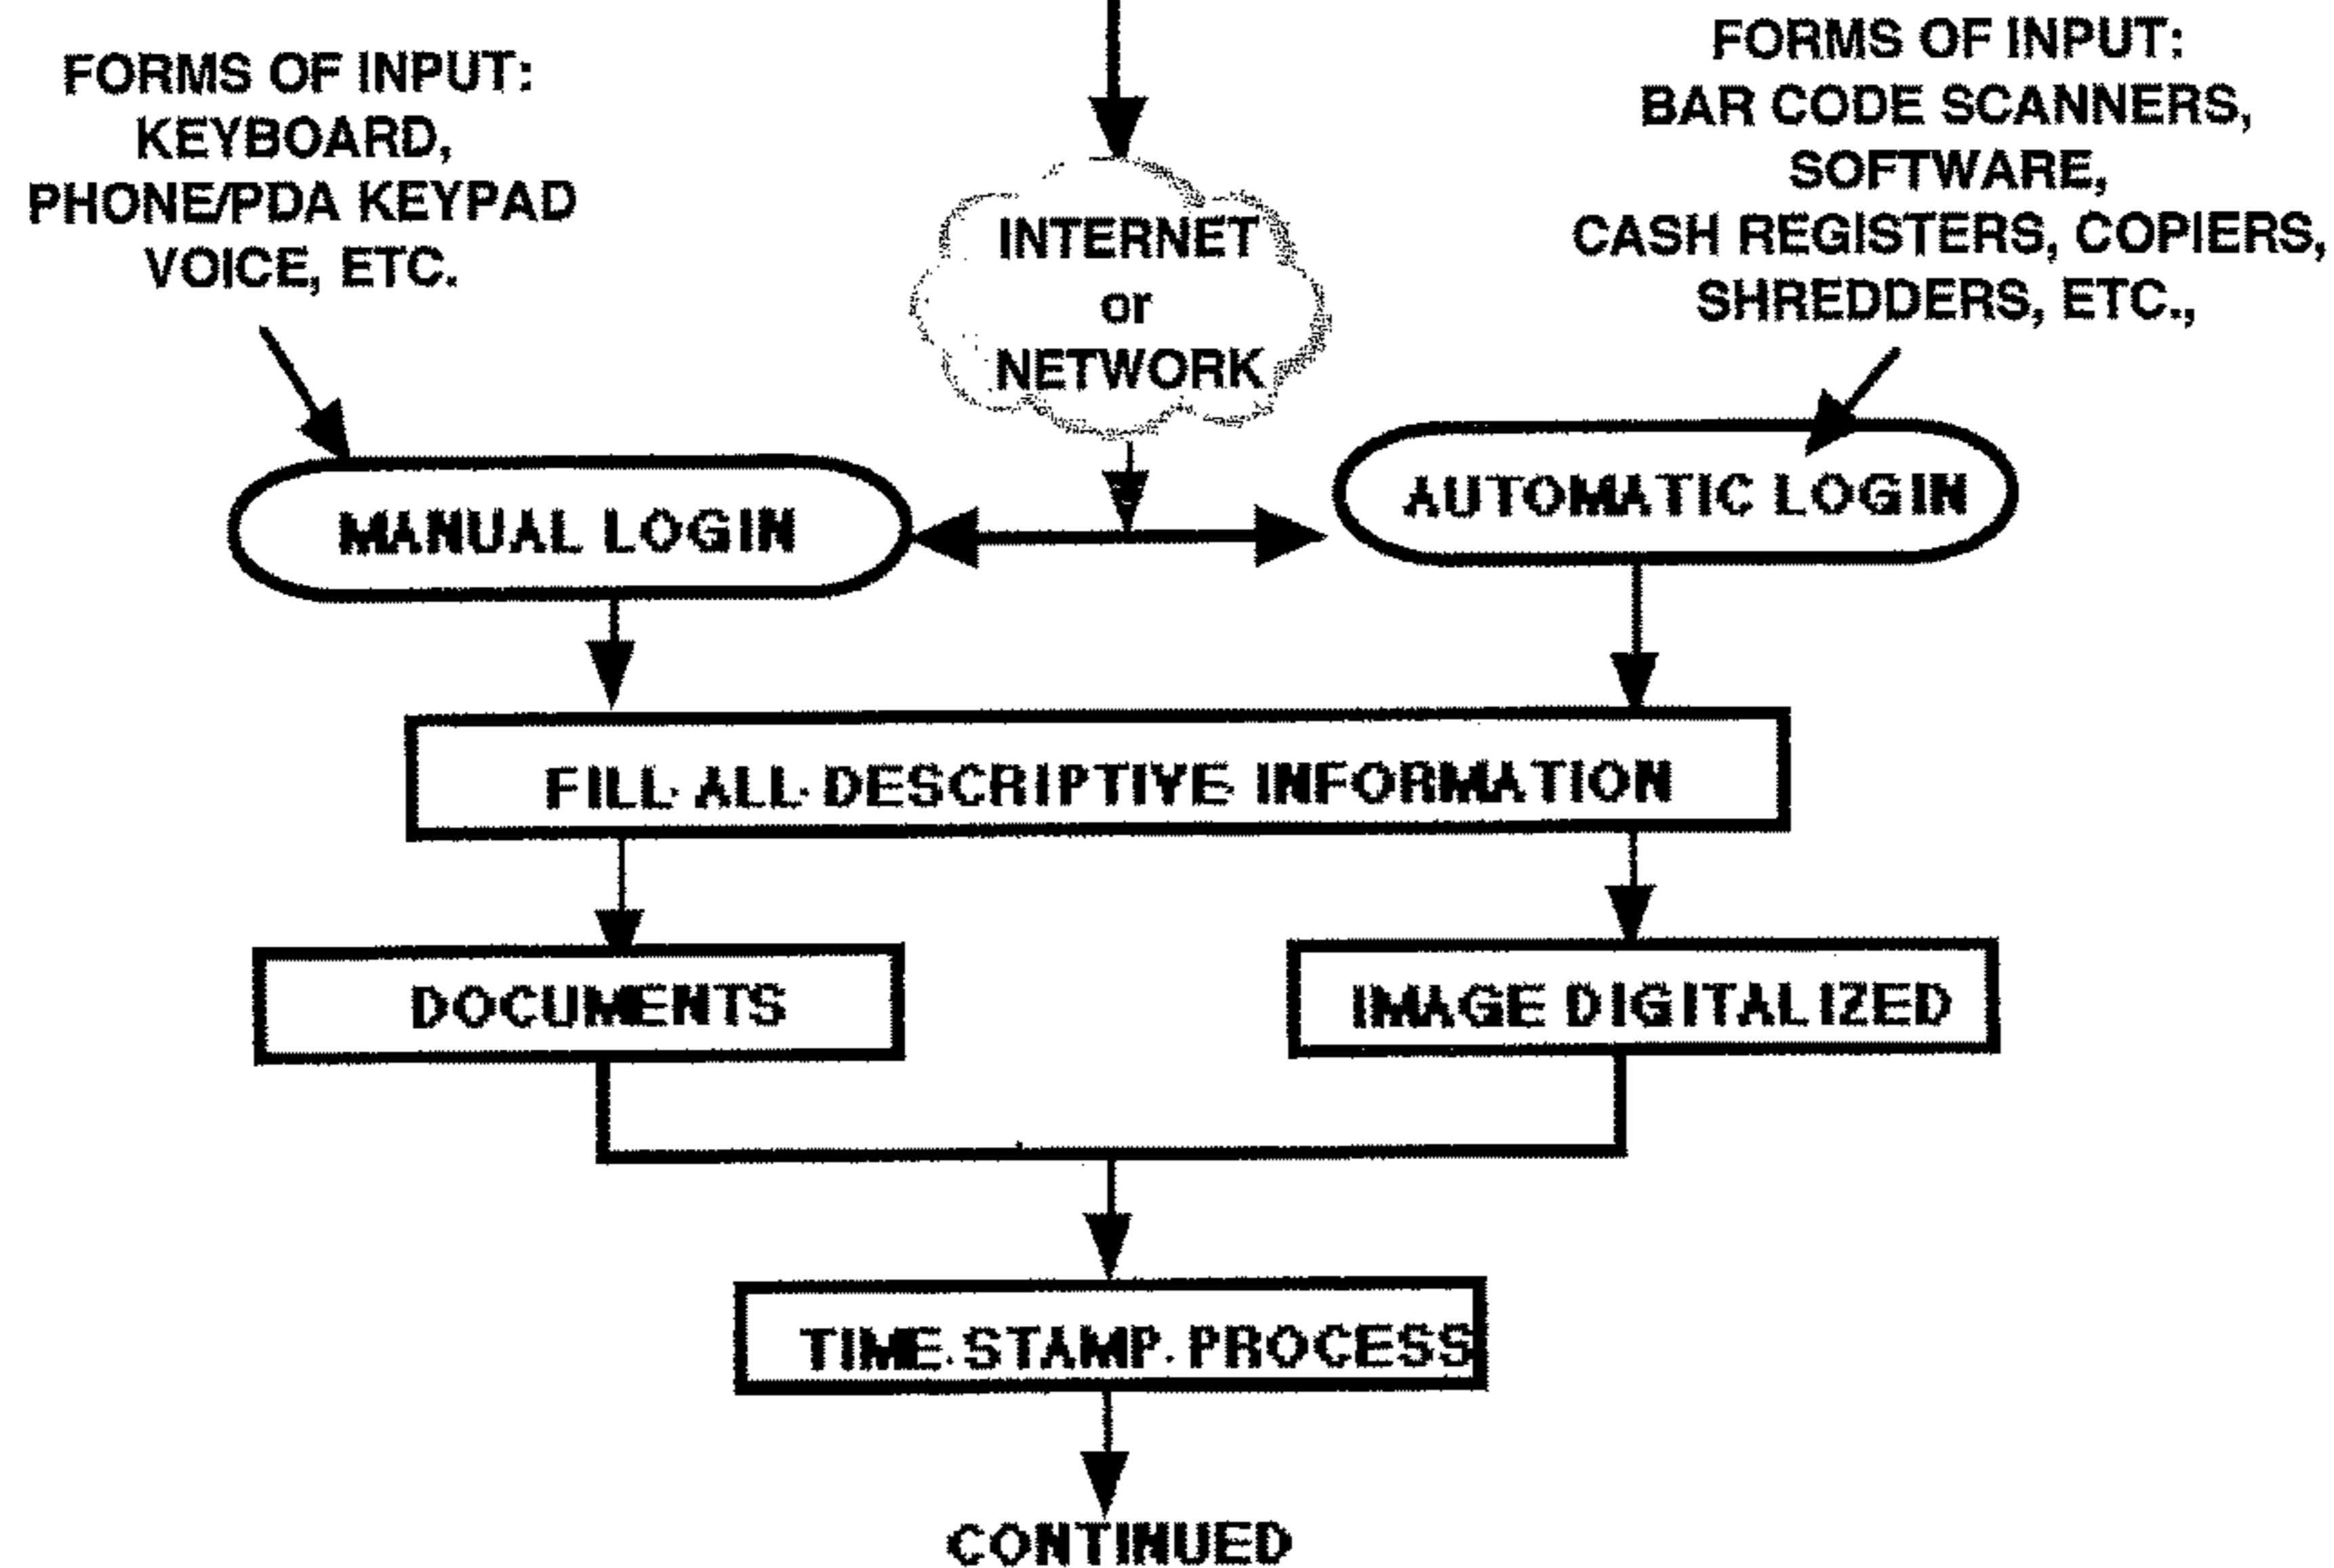 FORMS OF INPUT:
KEYBOARD,
PHONE/PDA KEYPAD
VOICE, ETC.
INTERNET
or
NETWORK
FORMS OF INPUT:
BAR CODE SCANNERS,
SOFTWARE,
CASH REGISTERS, COPIERS,
SHREDDERS, ETC.,
MANUAL LOGIN
AUTOMATIC LOGIN
FILL ALL DESCRIPTIVE INFORMATION
DOCUMENTS
IMAGE DIGITALIZED
TIME STAMP PROCESS
CONTINUED